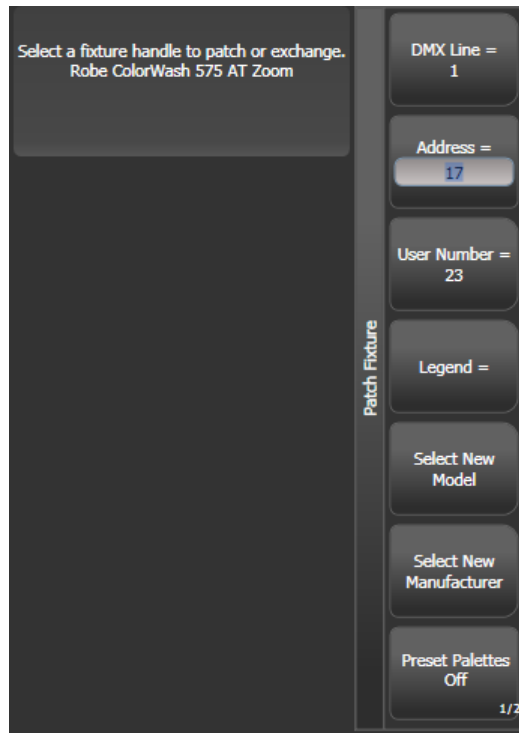 Select a fixture handle to patch or exchange.
Robe ColorWash 575 AT Zoom
Patch Fixture
DMX Line =
1
Address =
17
User Number =
23
Legend =
Select New
Model
Select New
Manufacturer
Preset Palettes
Off
1/2